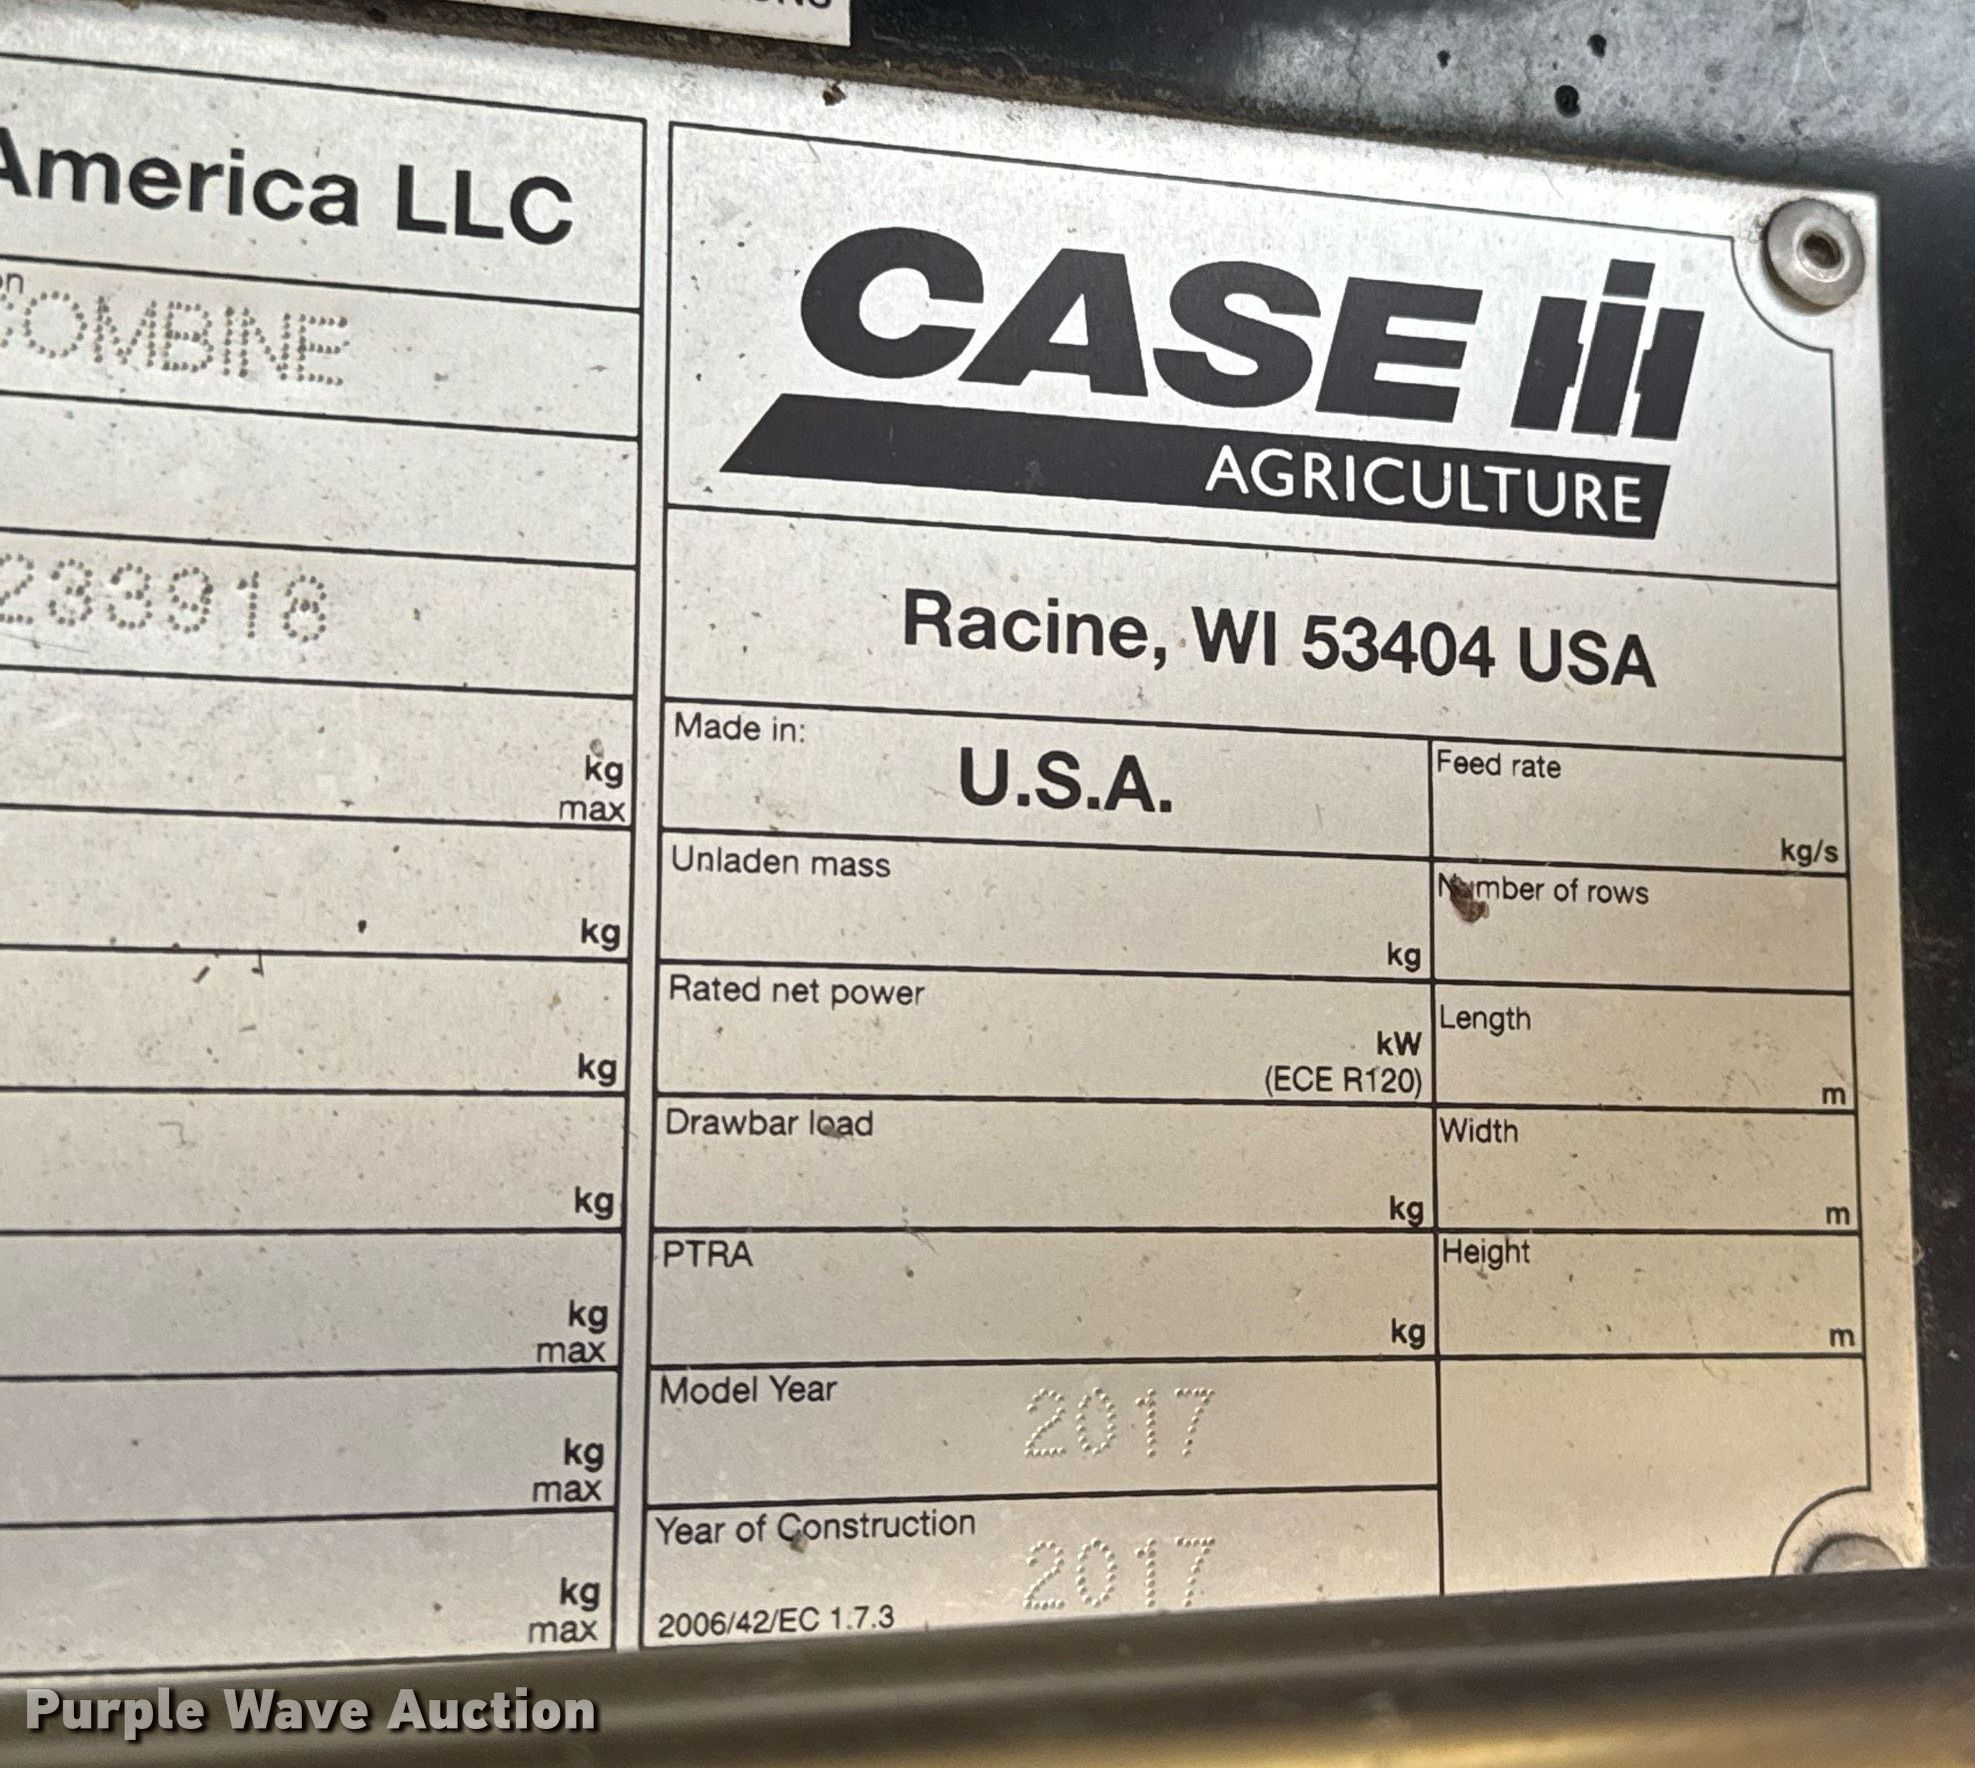 America LLC
COMBINE
CASE IH
AGRICULTURE
Racine, WI 53404 USA
Made in:
U.S.A.
Feed rate
kg/s
kg
max
Unladen mass
kg
Number of rows
kg
Rated net power
kW
(ECE R120)
Length
m
kg
Drawbar load
kg
Width
m
kg
PTRA
kg
Height
m
kg
max
Model Year
2017
kg
max
Year of Construction
2017
2006/42/EC 1.7.3
kg
max
Purple Wave Auction